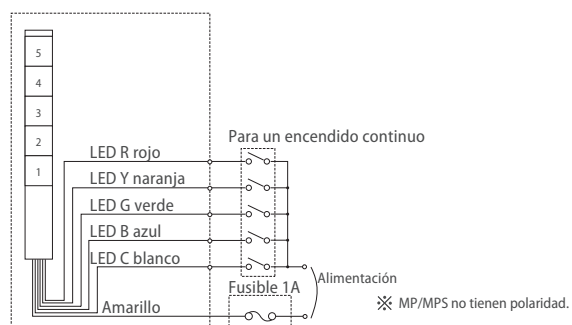 5
4
3
2
1
Para un encendido continuo
LED R rojo
LED Y naranja
LED G verde
LED B azul
LED C blanco
Fusible 1A
Alimentación
Amarillo
※ MP/MPS no tienen polaridad.